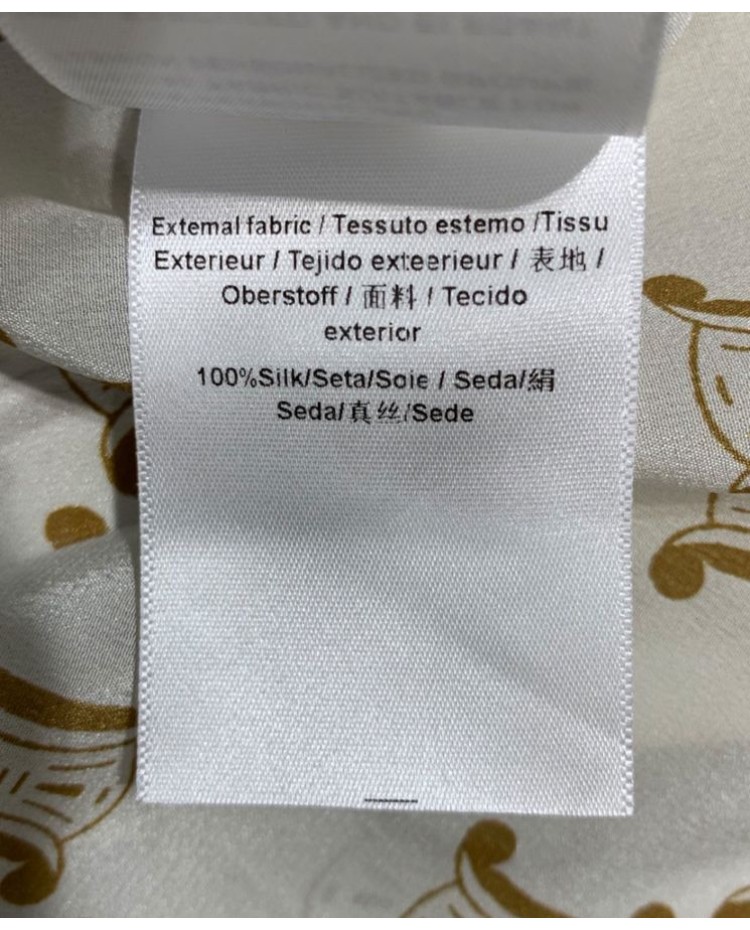 Extemal fabric / Tessuto estemo /Tissu
Exterieur / Tejido exteerieur / 表地 /
Oberstoff / 面料 / Tecido
exterior
100%Silk/Seta/Soie / Seda/絹
Seda/真丝/Sede